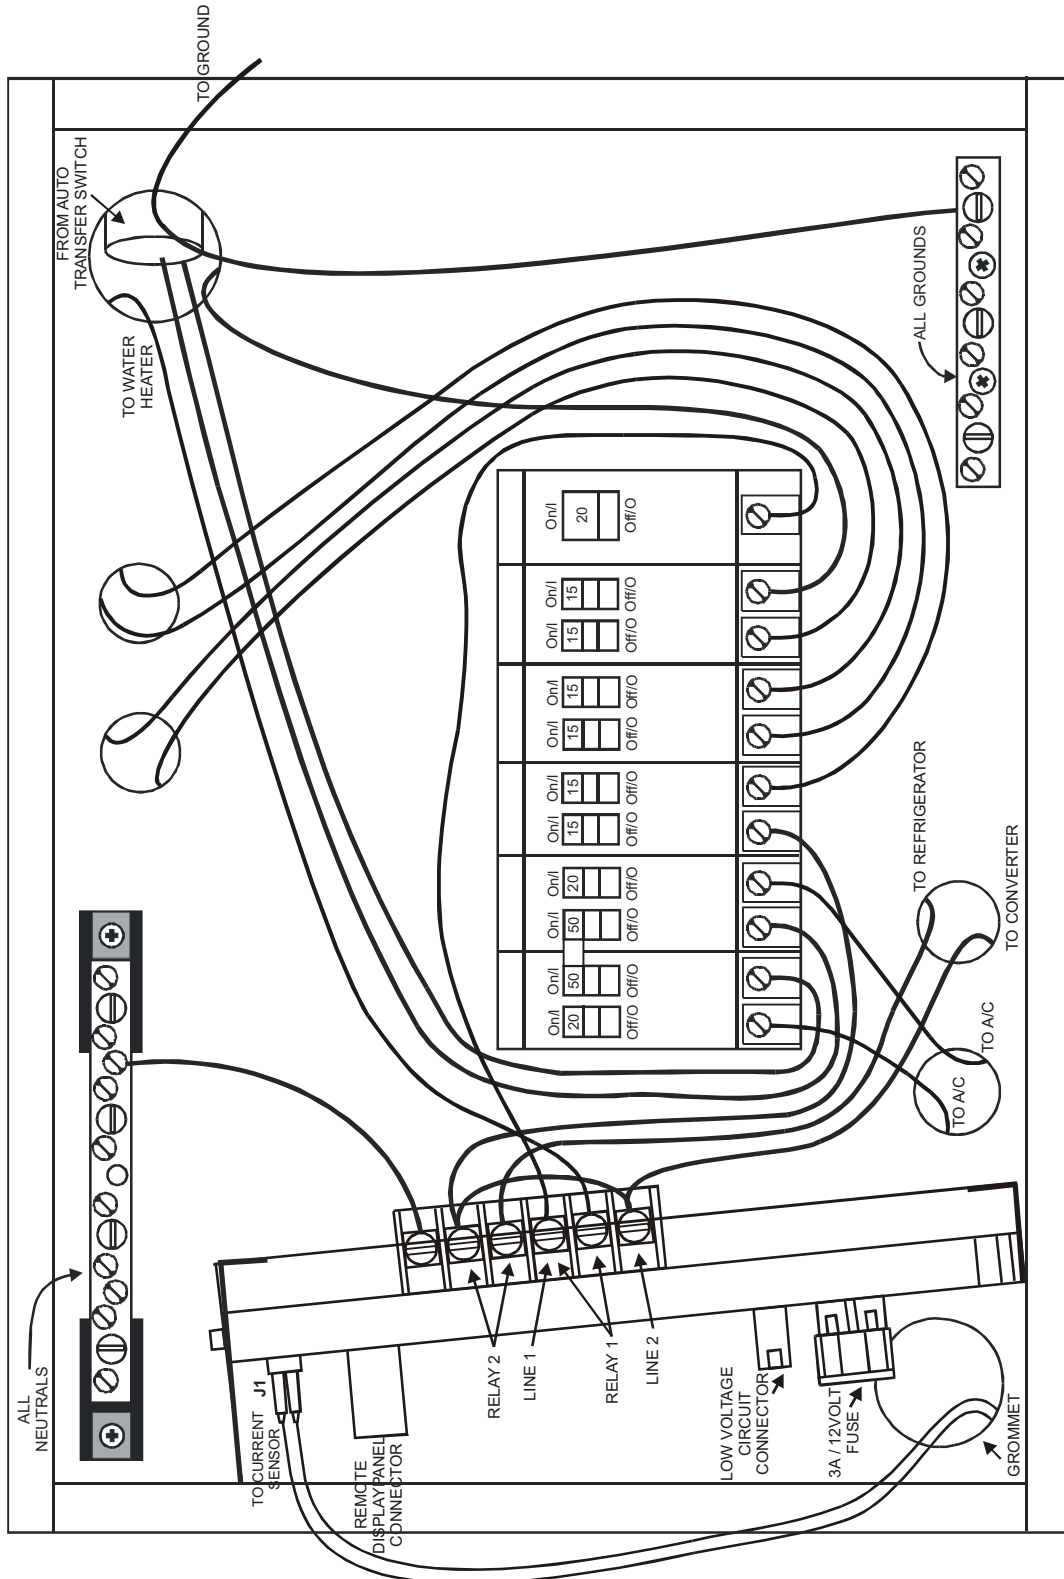 TO GROUND
FROM AUTO
TRANSFER SWITCH
TO WATER
HEATER
ALL GROUNDS
On/I
20
Off/O
On/I
15
Off/O
On/I
15
Off/O
On/I
15
Off/O
On/I
15
Off/O
On/I
15
Off/O
On/I
15
Off/O
On/I
20
Off/O
On/I
50
Off/O
On/I
50
Off/O
On/I
20
Off/O
TO REFRIGERATOR
TO CONVERTER
TO A/C
TO A/C
ALL
NEUTRALS
J1
TO CURRENT
SENSOR
REMOTE
DISPLAY PANEL
CONNECTOR
RELAY 2
LINE 1
RELAY 1
LINE 2
LOW VOLTAGE
CIRCUIT
CONNECTOR
3A / 12VOLT
FUSE
GROMMET